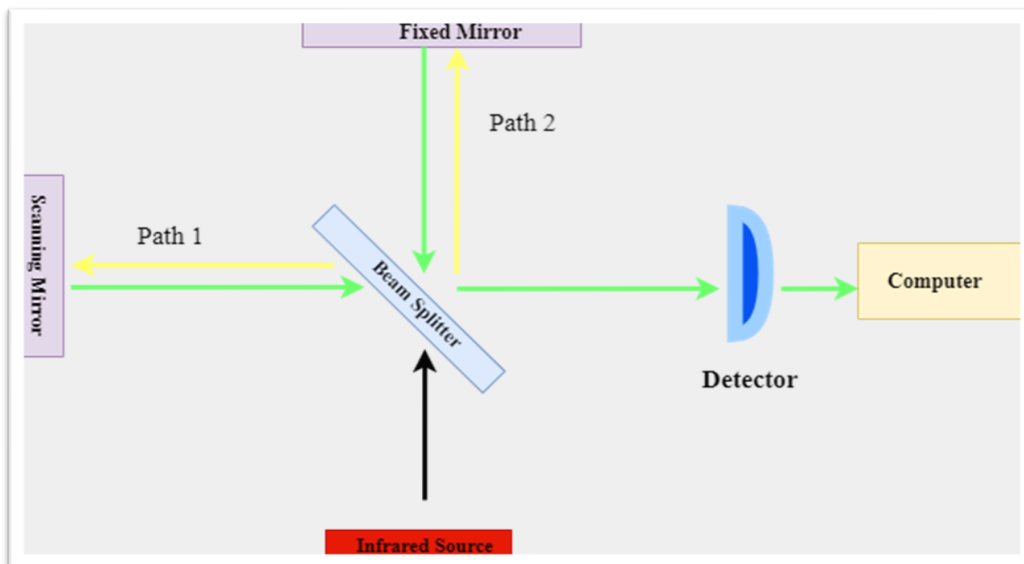 Fixed Mirror
Path 2
Scanning Mirror
Path 1
Beam Splitter
Computer
Detector
Infrared Source